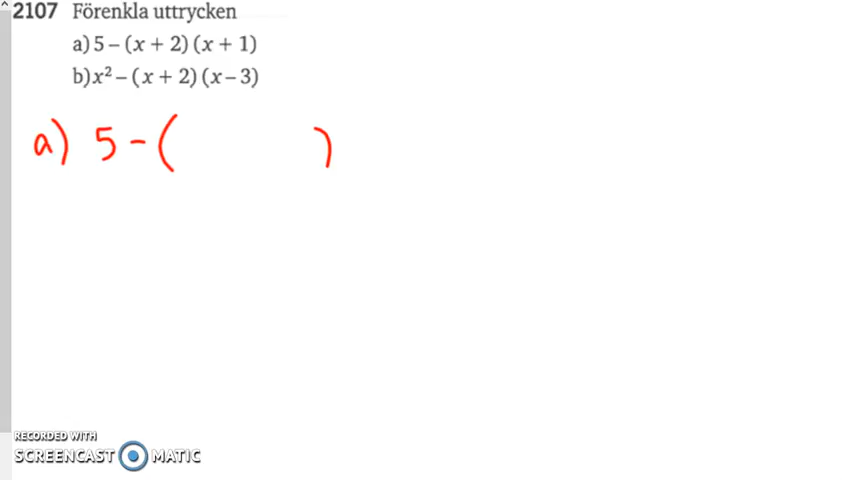 2107 Förenkla uttrycken
a) 5 – (x + 2) (x + 1)
b) x² – (x + 2) (x – 3)
a) 5 – (          )
RECORDED WITH
SCREENCAST MATIC